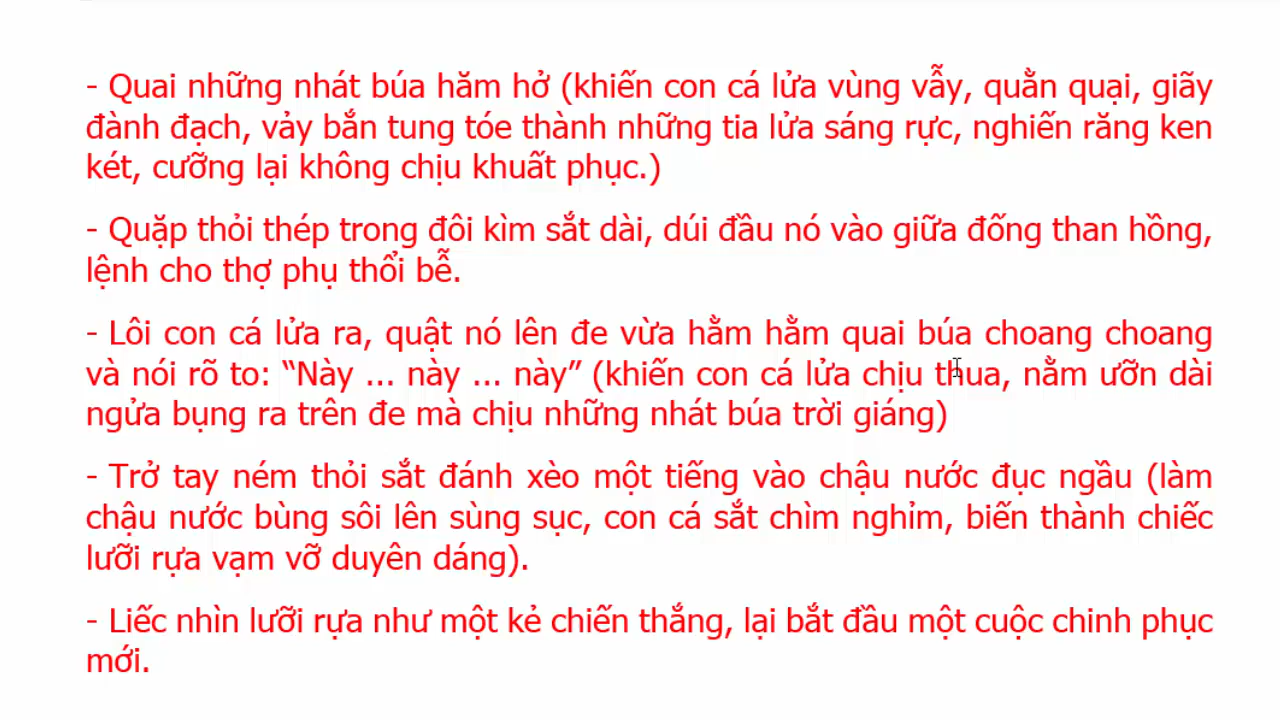 - Quai những nhát búa hăm hở (khiến con cá lửa vùng vẫy, quằn quại, giãy
đành đạch, vảy bắn tung tóe thành những tia lửa sáng rực, nghiến răng ken
két, cưỡng lại không chịu khuất phục.)
- Quặp thỏi thép trong đôi kìm sắt dài, dúi đầu nó vào giữa đống than hồng,
lệnh cho thợ phụ thổi bễ.
- Lôi con cá lửa ra, quật nó lên đe vừa hằm hằm quai búa choang choang
và nói rõ to: “Này ... này ... này” (khiến con cá lửa chịu thua, nằm ưỡn dài
ngửa bụng ra trên đe mà chịu những nhát búa trời giáng)
- Trở tay ném thỏi sắt đánh xèo một tiếng vào chậu nước đục ngầu (làm
chậu nước bùng sôi lên sùng sục, con cá sắt chìm nghỉm, biến thành chiếc
lưỡi rựa vạm vỡ duyên dáng).
- Liếc nhìn lưỡi rựa như một kẻ chiến thắng, lại bắt đầu một cuộc chinh phục
mới.